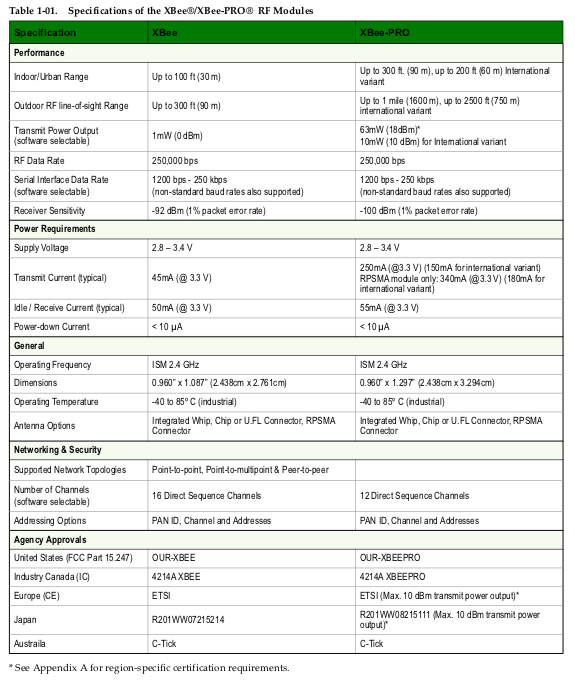 Table 1-01. Specifications of the XBee®/XBee-PRO® RF Modules
Specification XBee XBee-PRO
Performance
Indoor/Urban Range Up to 100 ft (30 m) Up to 300 ft. (90 m), up to 200 ft (60 m) International
variant
Outdoor RF line-of-sight Range Up to 300 ft (90 m) Up to 1 mile (1600 m), up to 2500 ft (750 m)
international variant
Transmit Power Output
(software selectable) 1mW (0 dBm) 63mW (18dBm)*
10mW (10 dBm) for International variant
RF Data Rate 250,000 bps 250,000 bps
Serial Interface Data Rate
(software selectable) 1200 bps - 250 kbps
(non-standard baud rates also supported) 1200 bps - 250 kbps
(non-standard baud rates also supported)
Receiver Sensitivity -92 dBm (1% packet error rate) -100 dBm (1% packet error rate)
Power Requirements
Supply Voltage 2.8 – 3.4 V 2.8 – 3.4 V
Transmit Current (typical) 45mA (@ 3.3 V) 250mA (@3.3 V) (150mA for international variant)
RPSMA module only: 340mA (@3.3 V) (180mA for
international variant)
Idle / Receive Current (typical) 50mA (@ 3.3 V) 55mA (@ 3.3 V)
Power-down Current < 10 µA < 10 µA
General
Operating Frequency ISM 2.4 GHz ISM 2.4 GHz
Dimensions 0.960” x 1.087” (2.438cm x 2.761cm) 0.960” x 1.297” (2.438cm x 3.294cm)
Operating Temperature -40 to 85º C (industrial) -40 to 85º C (industrial)
Antenna Options Integrated Whip, Chip or U.FL Connector, RPSMA
Connector Integrated Whip, Chip or U.FL Connector, RPSMA
Connector
Networking & Security
Supported Network Topologies Point-to-point, Point-to-multipoint & Peer-to-peer
Number of Channels
(software selectable) 16 Direct Sequence Channels 12 Direct Sequence Channels
Addressing Options PAN ID, Channel and Addresses PAN ID, Channel and Addresses
Agency Approvals
United States (FCC Part 15.247) OUR-XBEE OUR-XBEEPRO
Industry Canada (IC) 4214A XBEE 4214A XBEEPRO
Europe (CE) ETSI ETSI (Max. 10 dBm transmit power output)*
Japan R201WW07215214 R201WW08215111 (Max. 10 dBm transmit power
output)*
Austraila C-Tick C-Tick
* See Appendix A for region-specific certification requirements.